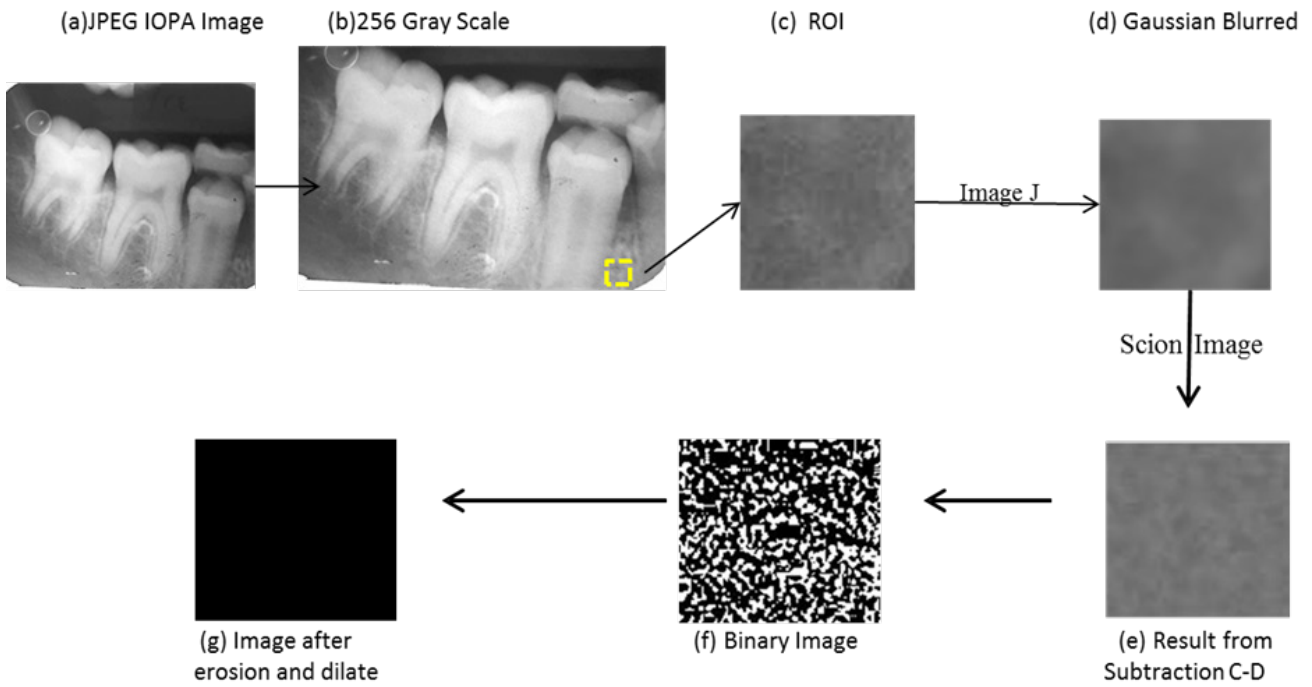 (a)JPEG IOPA Image
(b)256 Gray Scale
(c) ROI
(d) Gaussian Blurred
Image J
Scion Image
(g) Image after
erosion and dilate
(f) Binary Image
(e) Result from
Subtraction C-D